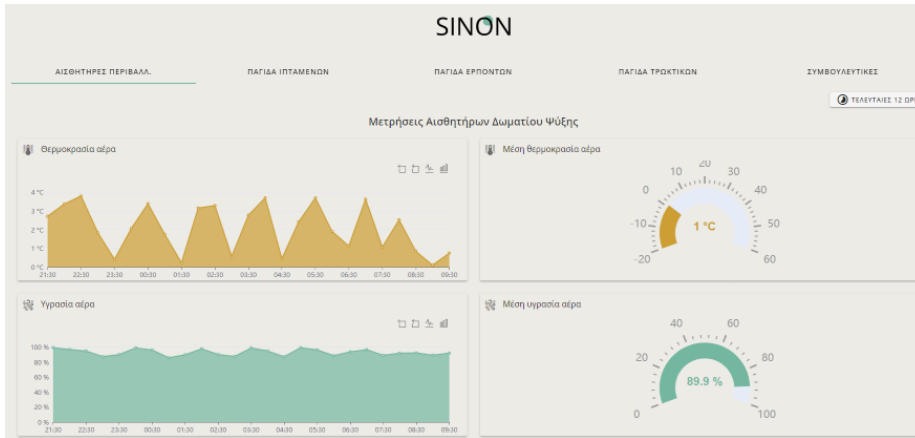 SINON
ΑΙΣΘΗΤΗΡΕΣ ΠΕΡΙΒΑΛΛ. ΠΑΓΙΔΑ ΙΠΤΑΜΕΝΩΝ ΠΑΓΙΔΑ ΕΡΠΟΝΤΩΝ ΠΑΓΙΔΑ ΤΡΩΚΤΙΚΩΝ ΣΥΜΒΟΥΛΕΥΤΙΚΕΣ
ΤΕΛΕΥΤΑΙΕΣ 12 ΩΡΕ
Μετρήσεις Αισθητήρων Δωματίου Ψύξης
Θερμοκρασία αέρα
4 °C
3 °C
2 °C
1 °C
0 °C
21:30 22:30 23:30 00:30 01:30 02:30 03:30 04:30 05:30 06:30 07:30 08:30 09:30
Μέση θερμοκρασία αέρα
-20 -10 0 10 20 30 40 50 60
1 °C
Υγρασία αέρα
100 %
80 %
60 %
40 %
20 %
0 %
21:30 22:30 23:30 00:30 01:30 02:30 03:30 04:30 05:30 06:30 07:30 08:30 09:30
Μέση υγρασία αέρα
0 20 40 60 80 100
89.9 %